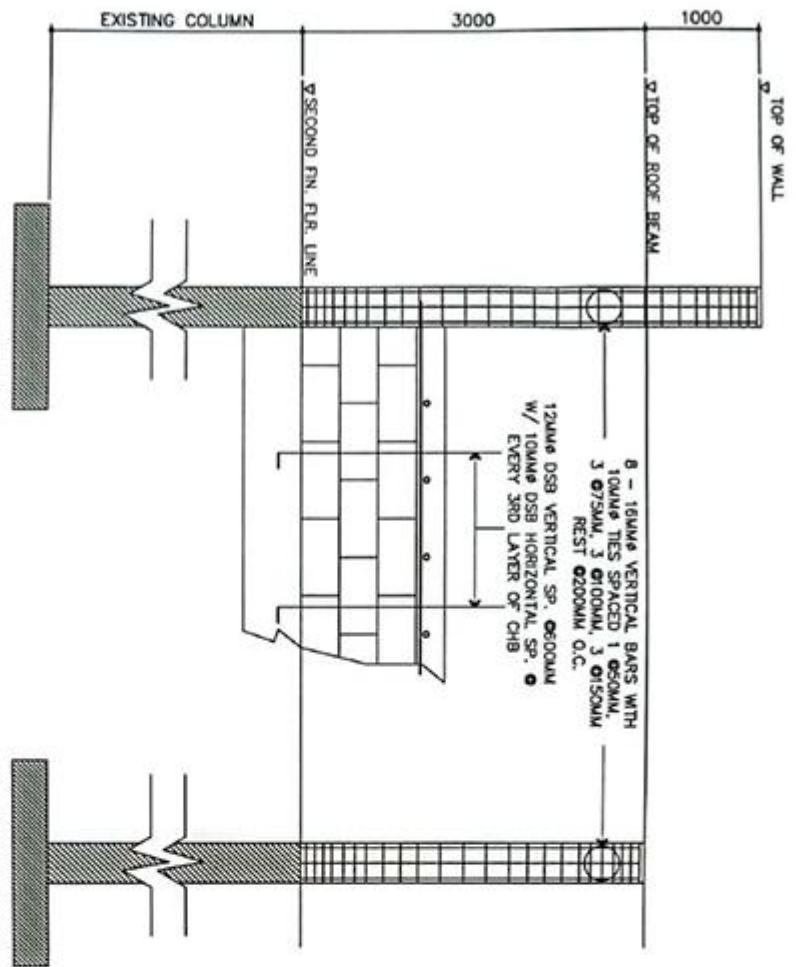 TOP OF WALL
TOP OF ROOF BEAM
SECOND FIN. FLR. LINE
1000
3000
EXISTING COLUMN
8 - 16MMØ VERTICAL BARS WITH
10MMØ TIES SPACED 1 @50MM,
3 @75MM, 3 @100MM, 3 @150MM
REST @200MM O.C.
12MMØ DSB VERTICAL SP. @600MM
W/ 10MMØ DSB HORIZONTAL SP. @
EVERY 3RD LAYER OF CHB